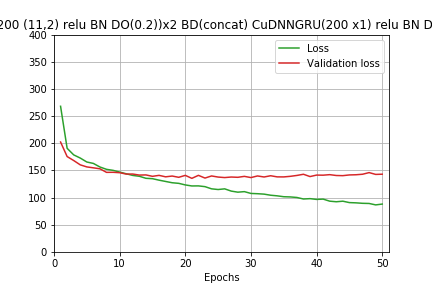 200 (11,2) relu BN DO(0.2))x2 BD(concat) CuDNNGRU(200 x1) relu BN D
400
350
300
250
200
150
100
50
0
Loss
Validation loss
0 10 20 30 40 50
Epochs